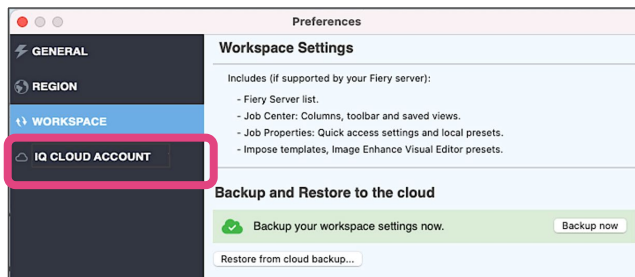 Preferences
GENERAL
REGION
WORKSPACE
IQ CLOUD ACCOUNT
Workspace Settings
Includes (if supported by your Fiery server):
- Fiery Server list.
- Job Center: Columns, toolbar and saved views.
- Job Properties: Quick access settings and local presets.
- Impose templates, Image Enhance Visual Editor presets.
Backup and Restore to the cloud
Backup your workspace settings now.
Backup now
Restore from cloud backup...